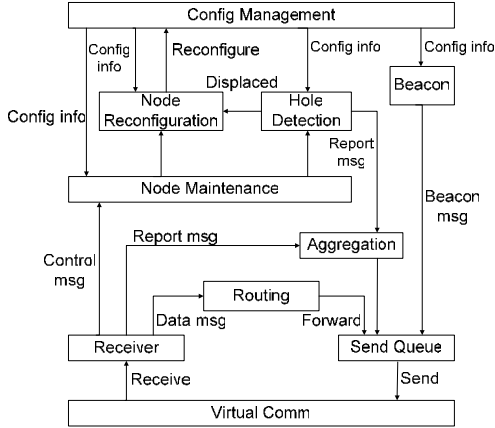 Config Management
Config
info
Reconfigure
Config info
Config info
Displaced
Beacon
Node
Reconfiguration
Hole
Detection
Config info
Report
msg
Node Maintenance
Beacon
msg
Report msg
Aggregation
Control
msg
Routing
Data msg
Forward
Receiver
Send Queue
Receive
Send
Virtual Comm